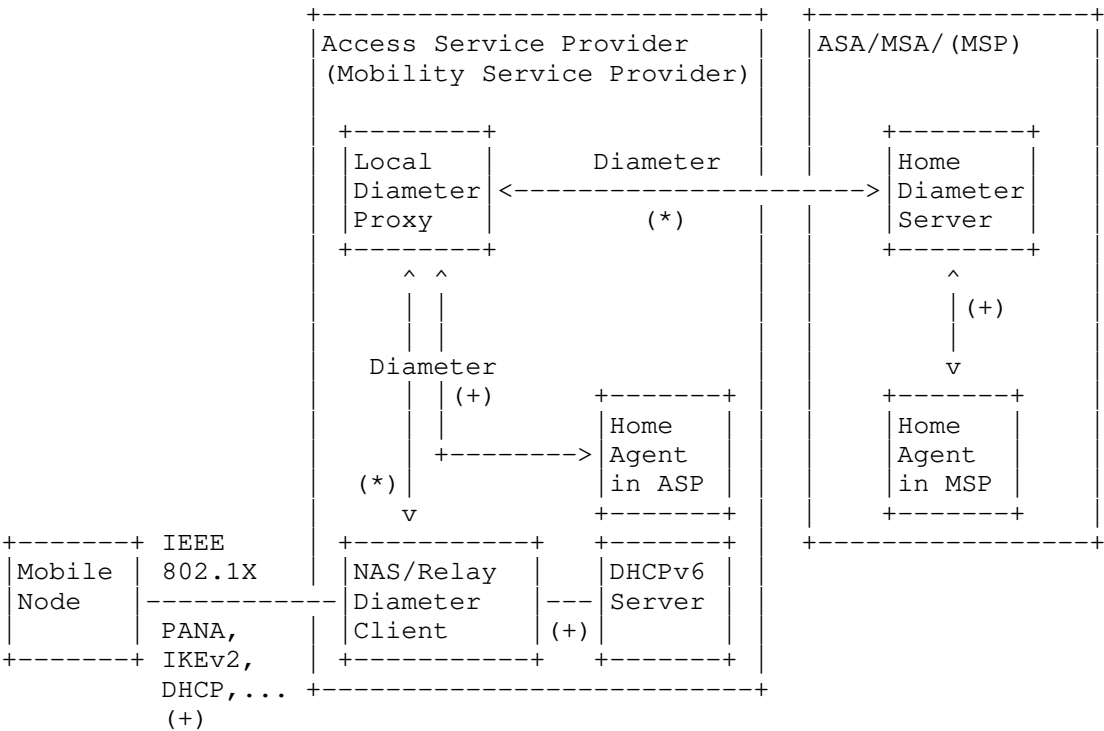 Access Service Provider ASA/MSA/(MSP)
(Mobility Service Provider)
Local Diameter Home
Diameter Diameter
Proxy (*) Server
(+)
Diameter
(+)
Home Home
Agent Agent
(*) in ASP in MSP
IEEE
Mobile 802.1X NAS/Relay DHCPv6
Node Diameter Server
PANA, Client (+)
IKEv2,
DHCP,...
(+)